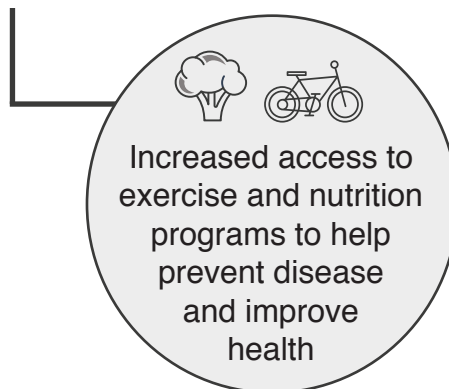 Increased access to
exercise and nutrition
programs to help
prevent disease
and improve
health